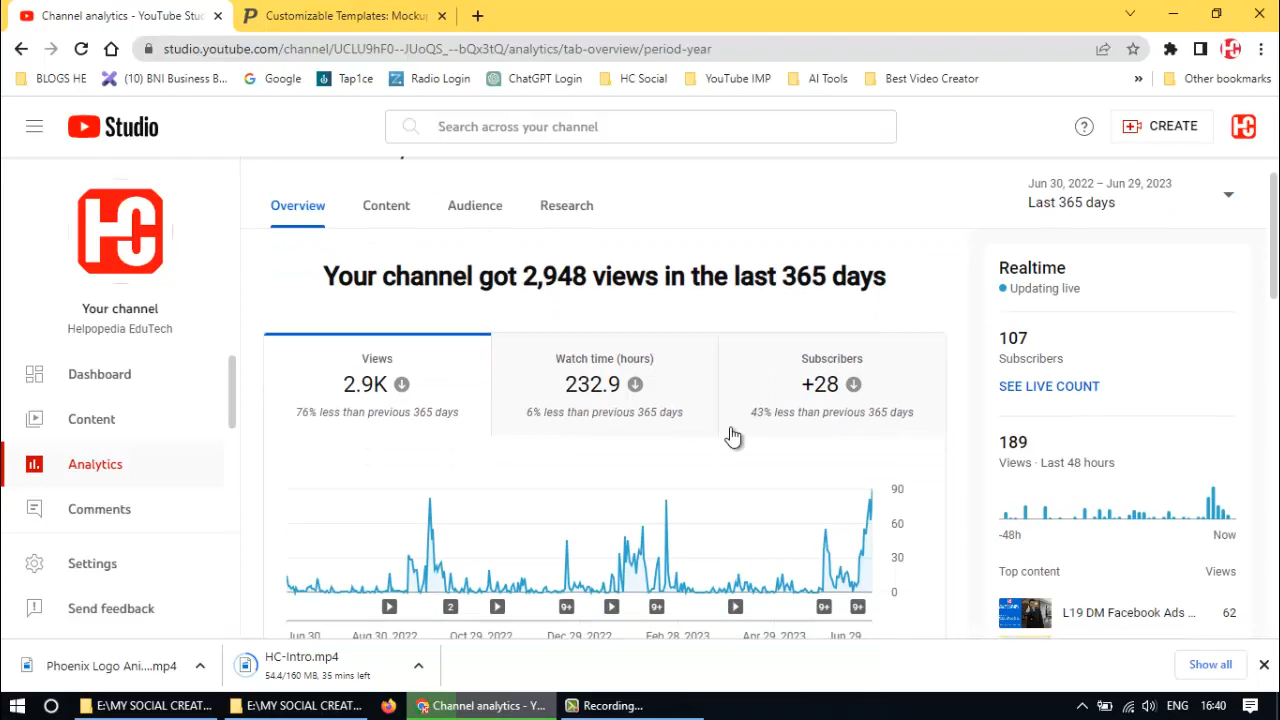 Channel analytics - YouTube Stu
Customizable Templates: Mockup
studio.youtube.com/channel/UCLU9hF0--JUoQS_--bQx3tQ/analytics/tab-overview/period-year
BLOGS HE
(10) BNI Business B...
Google
Tap1ce
Radio Login
ChatGPT Login
HC Social
YouTube IMP
AI Tools
Best Video Creator
»
Other bookmarks
Studio
Search across your channel
CREATE
HC
HC
Your channel
Helpopedia EduTech
Dashboard
Content
Analytics
Comments
Settings
Send feedback
Overview
Content
Audience
Research
Jun 30, 2022 – Jun 29, 2023
Last 365 days
Your channel got 2,948 views in the last 365 days
Views
2.9K
76% less than previous 365 days
Watch time (hours)
232.9
6% less than previous 365 days
Subscribers
+28
43% less than previous 365 days
90
60
30
0
2
9+
9+
9+
9+
Jun 30,
Aug 30, 2022
Oct 29, 2022
Dec 29, 2022
Feb 28, 2023
Apr 29, 2023
Jun 29,
Realtime
Updating live
107
Subscribers
SEE LIVE COUNT
189
Views · Last 48 hours
-48h
Now
Top content
Views
L19 DM Facebook Ads ...
62
Phoenix Logo Ani....mp4
HC-Intro.mp4
54.4/160 MB, 35 mins left
Show all
E:\MY SOCIAL CREAT...
E:\MY SOCIAL CREAT...
Channel analytics - Y...
Recording...
ENG
16:40